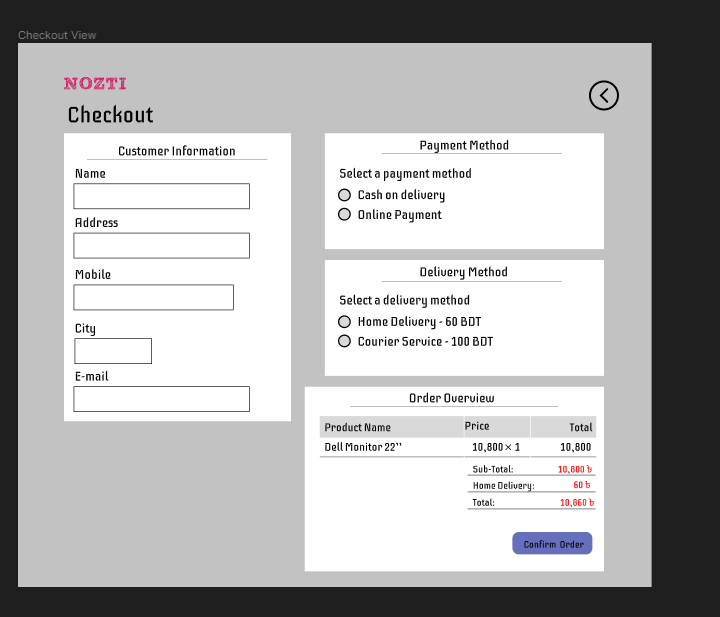 Checkout View
NOZTI
Checkout
Customer Information
Name
Address
Mobile
City
E-mail
Payment Method
Select a payment method
Cash on delivery
Online Payment
Delivery Method
Select a delivery method
Home Delivery - 60 BDT
Courier Service - 100 BDT
Order Overview
Product Name Price Total
Dell Monitor 22'' 10,800 × 1 10,800
Sub-Total: 10,800 ৳
Home Delivery: 60 ৳
Total: 10,860 ৳
Confirm Order